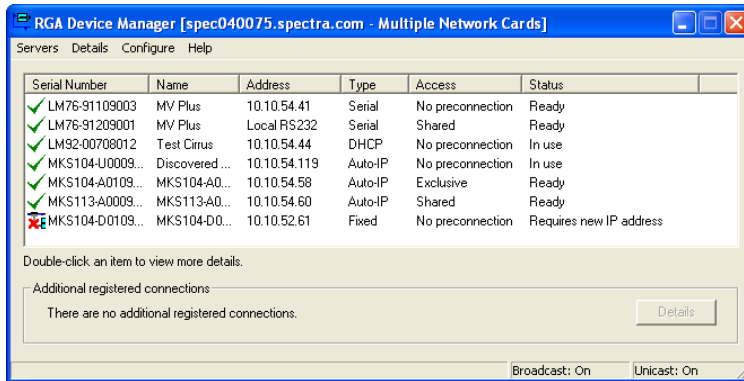 RGA Device Manager [spec040075.spectra.com - Multiple Network Cards]
Servers Details Configure Help
Serial Number Name Address Type Access Status
LM76-91109003 MV Plus 10.10.54.41 Serial No preconnection Ready
LM76-91209001 MV Plus Local RS232 Serial Shared Ready
LM92-00708012 Test Cirrus 10.10.54.44 DHCP No preconnection In use
MKS104-U0009... Discovered ... 10.10.54.119 Auto-IP No preconnection In use
MKS104-A0109... MKS104-A0... 10.10.54.58 Auto-IP Exclusive Ready
MKS113-A0009... MKS113-A0... 10.10.54.60 Auto-IP Shared Ready
MKS104-D0109... MKS104-D0... 10.10.52.61 Fixed No preconnection Requires new IP address
Double-click an item to view more details.
Additional registered connections
There are no additional registered connections. Details
Broadcast: On Unicast: On